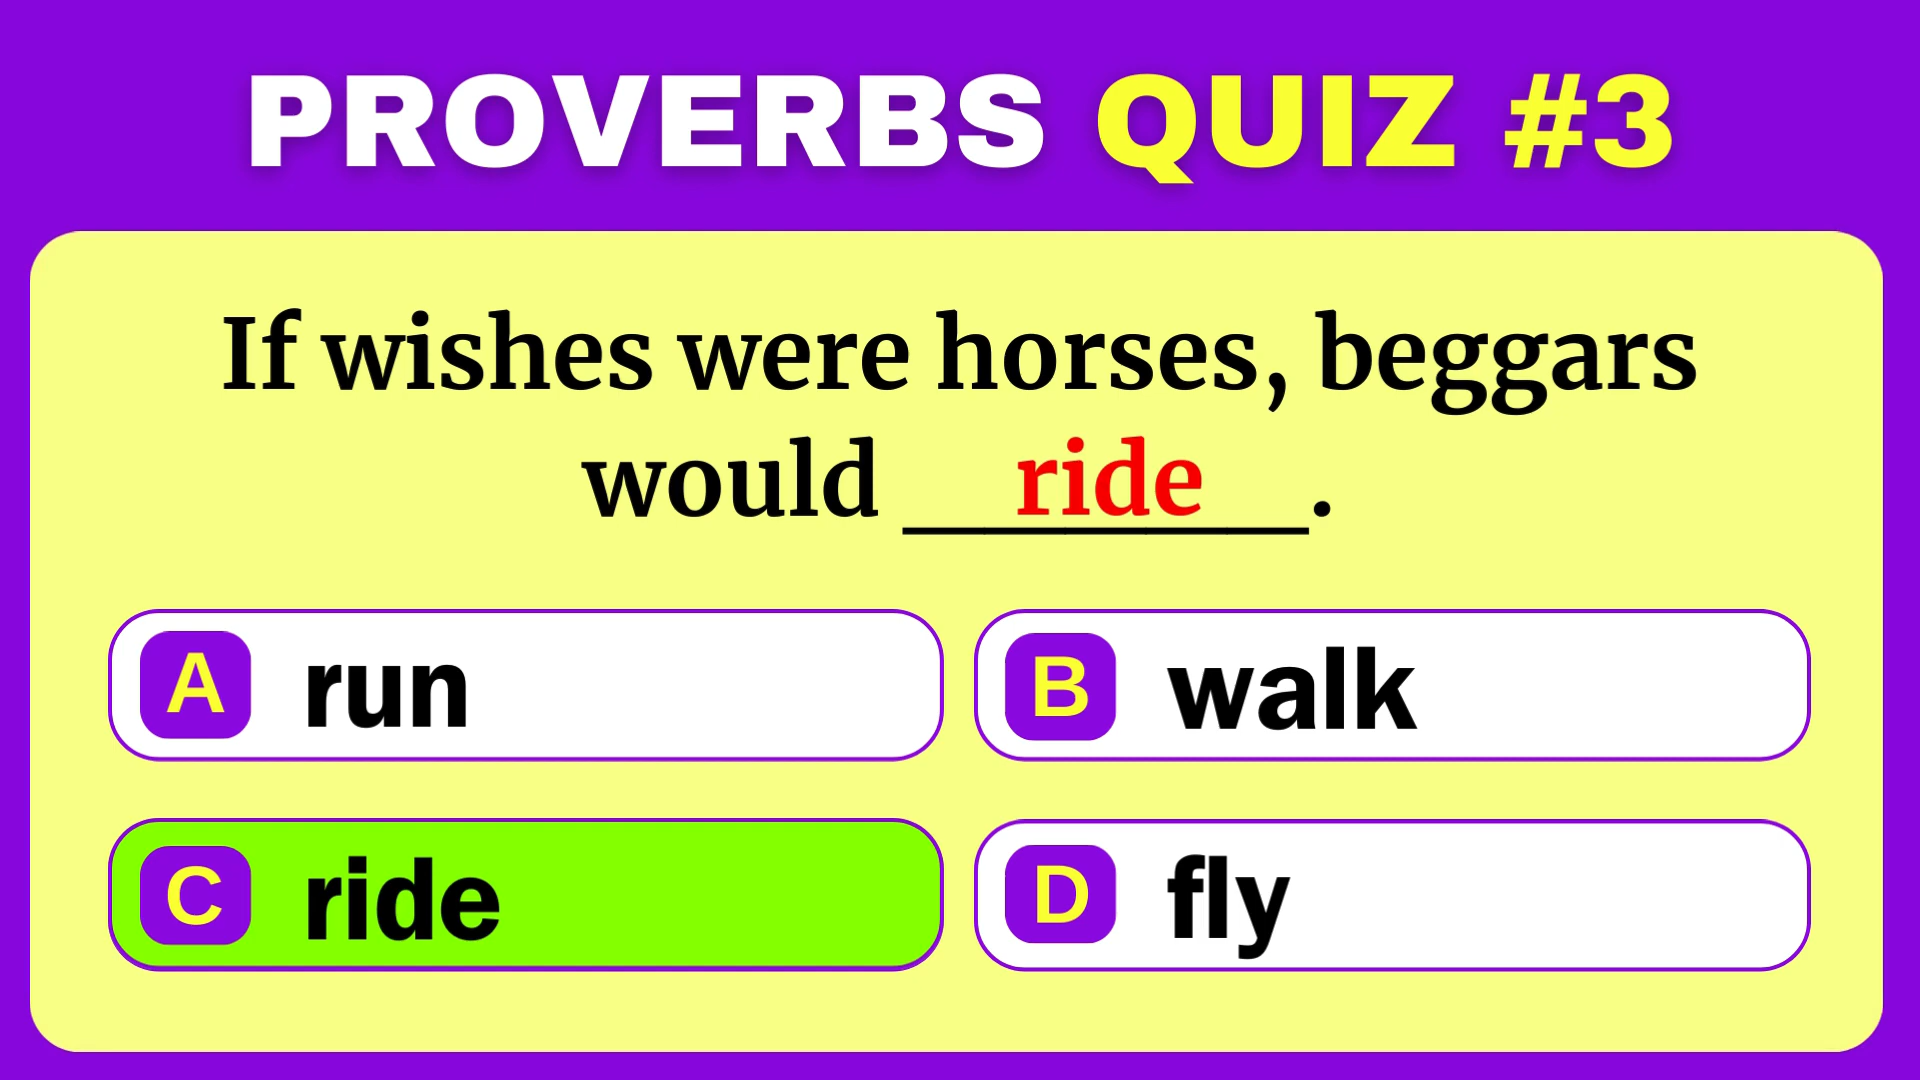 PROVERBS QUIZ #3
If wishes were horses, beggars
would ride.
A run
B walk
C ride
D fly